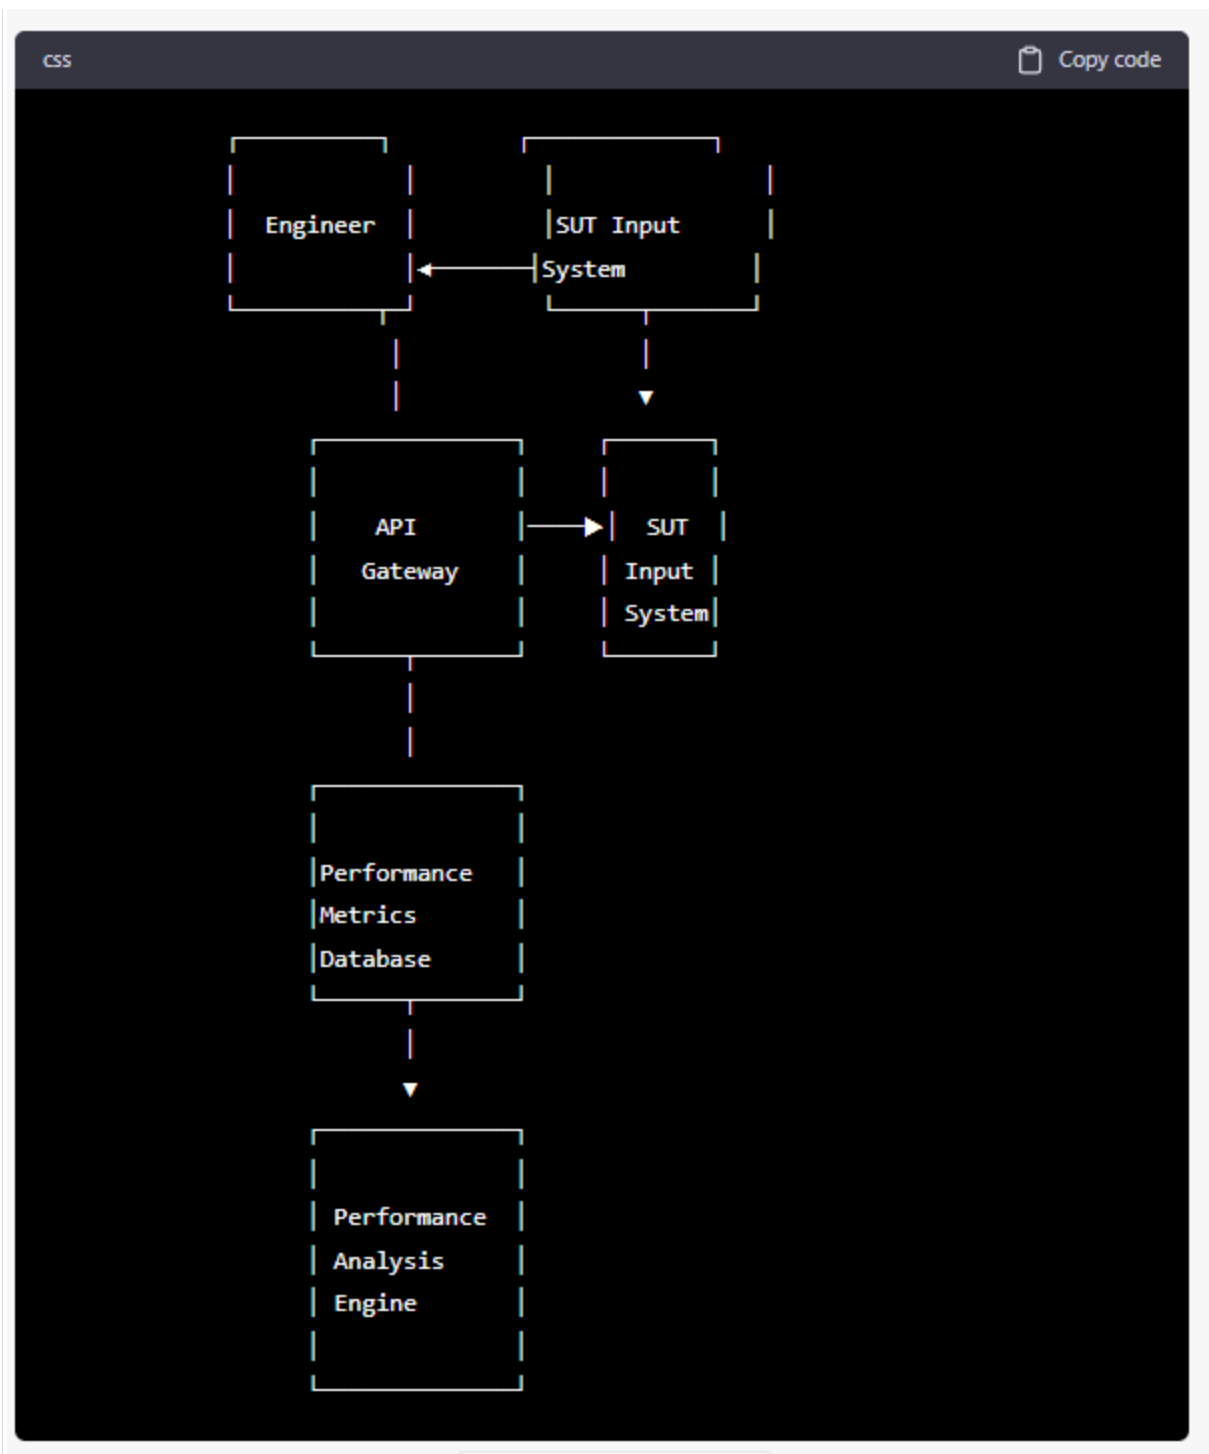 css
Copy code
Engineer
SUT Input
System
API
Gateway
SUT
Input
System
Performance
Metrics
Database
Performance
Analysis
Engine